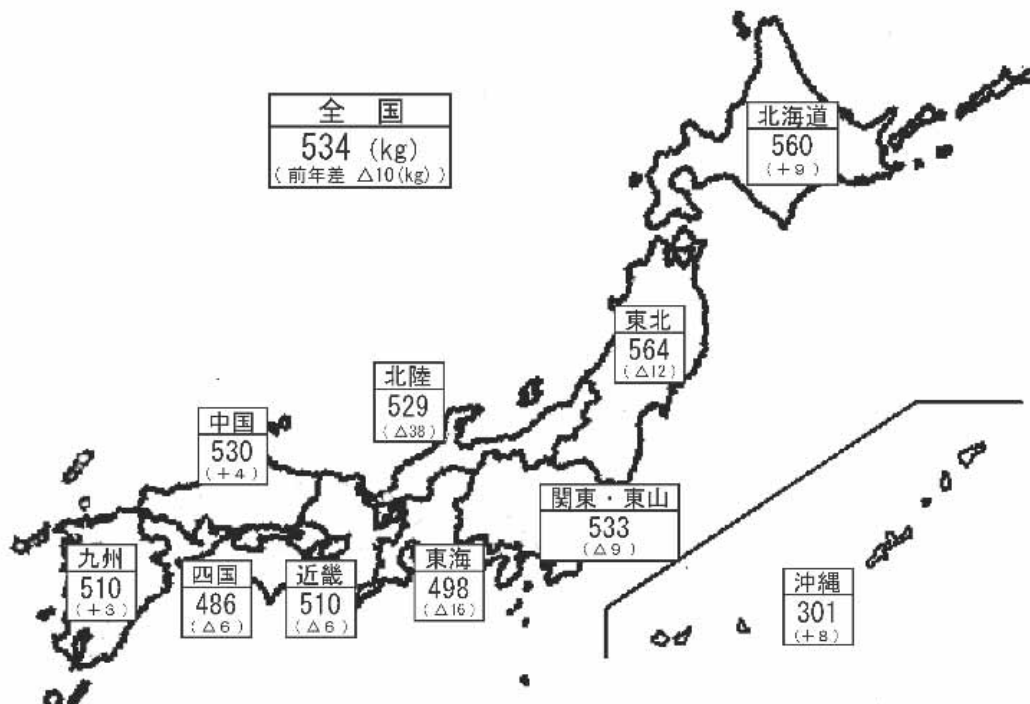 全国
534 (kg)
(前年差 △10(kg))
北海道
560
(+9)
東北
564
(△12)
北陸
529
(△38)
中国
530
(+4)
関東・東山
533
(△9)
九州
510
(+3)
四国
486
(△6)
近畿
510
(△6)
東海
498
(△16)
沖縄
301
(+8)